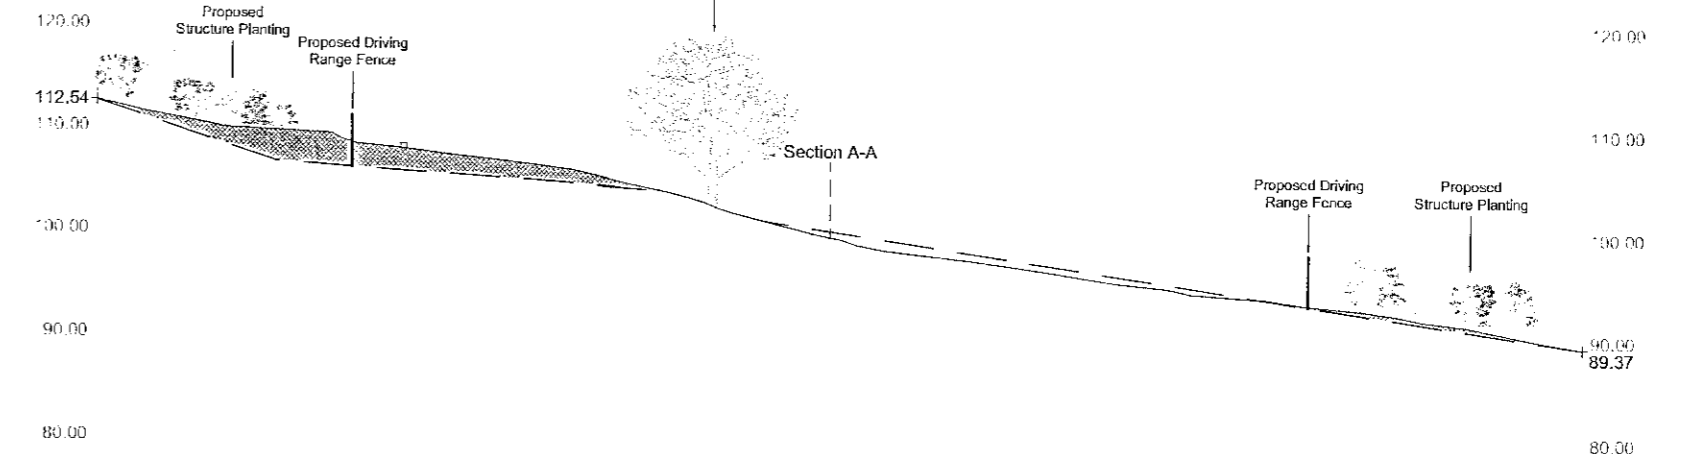 120.00
Proposed
Structure Planting
Proposed Driving
Range Fence
120.00
112.54
110.00
Section A-A
110.00
Proposed Driving
Range Fence
Proposed
Structure Planting
100.00
100.00
90.00
90.00
89.37
80.00
80.00